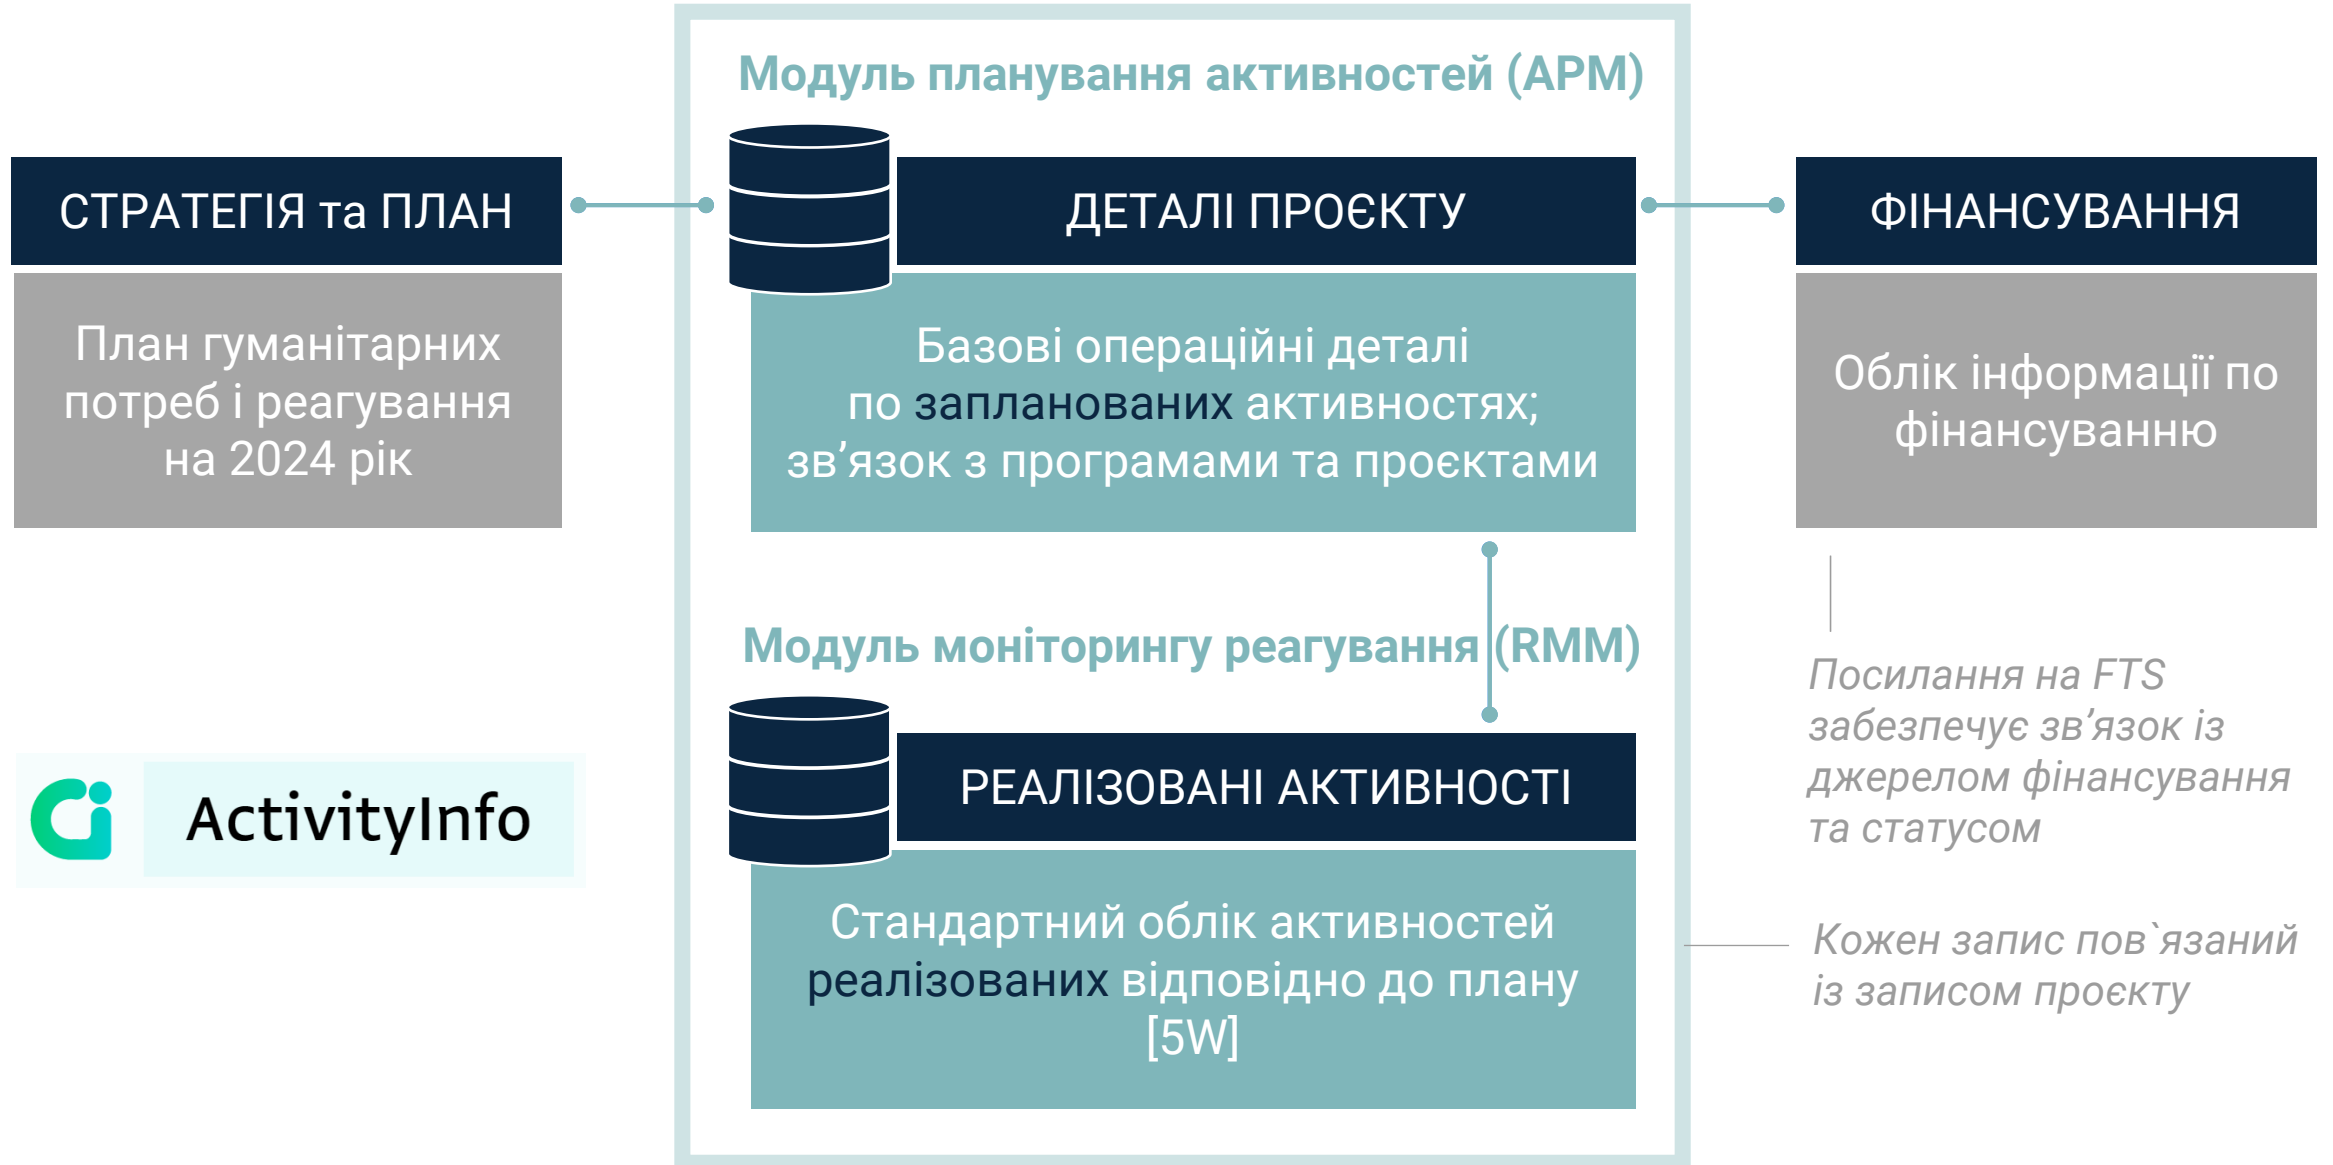 Модуль планування активностей (APM)
СТРАТЕГІЯ та ПЛАН
План гуманітарних
потреб і реагування
на 2024 рік
ДЕТАЛІ ПРОЄКТУ
Базові операційні деталі
по запланованих активностях;
зв’язок з програмами та проєктами
ФІНАНСУВАННЯ
Облік інформації по
фінансуванню
Модуль моніторингу реагування (RMM)
РЕАЛІЗОВАНІ АКТИВНОСТІ
Стандартний облік активностей
реалізованих відповідно до плану
[5W]
Посилання на FTS
забезпечує зв’язок із
джерелом фінансування
та статусом
Кожен запис пов`язаний
із записом проєкту
ActivityInfo